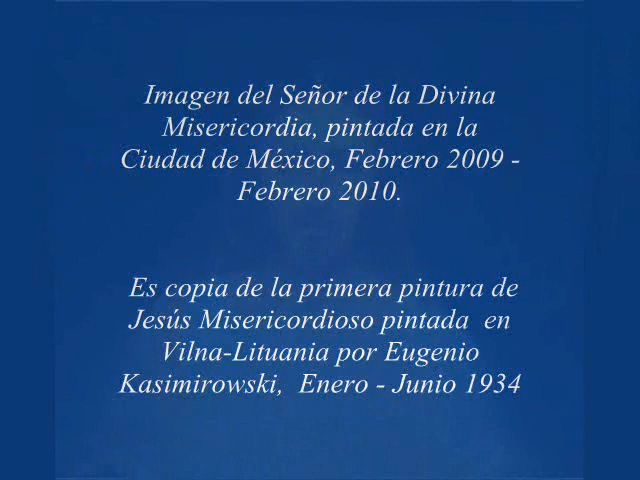 Imagen del Señor de la Divina
Misericordia, pintada en la
Ciudad de México, Febrero 2009 -
Febrero 2010.
Es copia de la primera pintura de
Jesús Misericordioso pintada en
Vilna-Lituania por Eugenio
Kasimirowski, Enero - Junio 1934